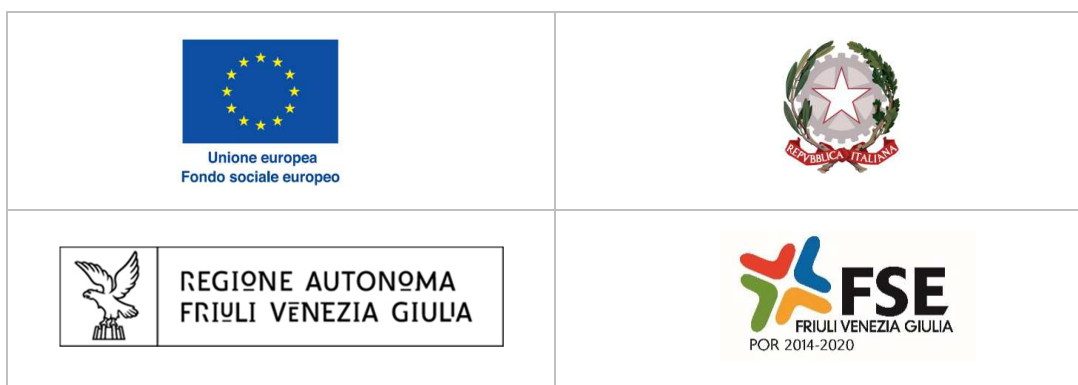 Unione europea
Fondo sociale europeo
REPVBBLICA ITALIANA
REGIONE AUTONOMA
FRIULI VENEZIA GIULIA
FSE
FRIULI VENEZIA GIULIA
POR 2014-2020